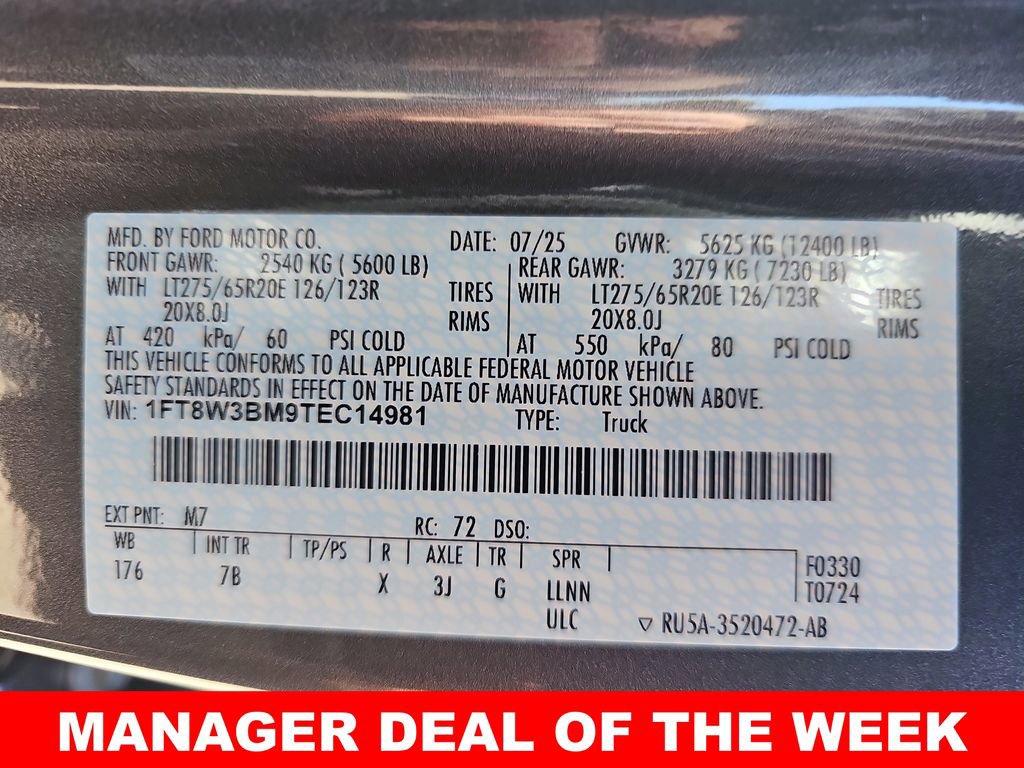 MFD. BY FORD MOTOR CO. DATE: 07/25 GVWR: 5625 KG (12400 LB)
FRONT GAWR: 2540 KG ( 5600 LB) REAR GAWR: 3279 KG ( 7230 LB)
WITH LT275/65R20E 126/123R TIRES WITH LT275/65R20E 126/123R TIRES
20X8.0J RIMS 20X8.0J RIMS
AT 420 kPa/ 60 PSI COLD AT 550 kPa/ 80 PSI COLD
THIS VEHICLE CONFORMS TO ALL APPLICABLE FEDERAL MOTOR VEHICLE
SAFETY STANDARDS IN EFFECT ON THE DATE OF MANUFACTURE SHOWN ABOVE.
VIN: 1FT8W3BM9TEC14981 TYPE: Truck
EXT PNT: M7 RC: 72 DSO:
WB INT TR TP/PS R AXLE TR SPR F0330
176 7B X 3J G LLNN T0724
ULC ▽ RU5A-3520472-AB
MANAGER DEAL OF THE WEEK